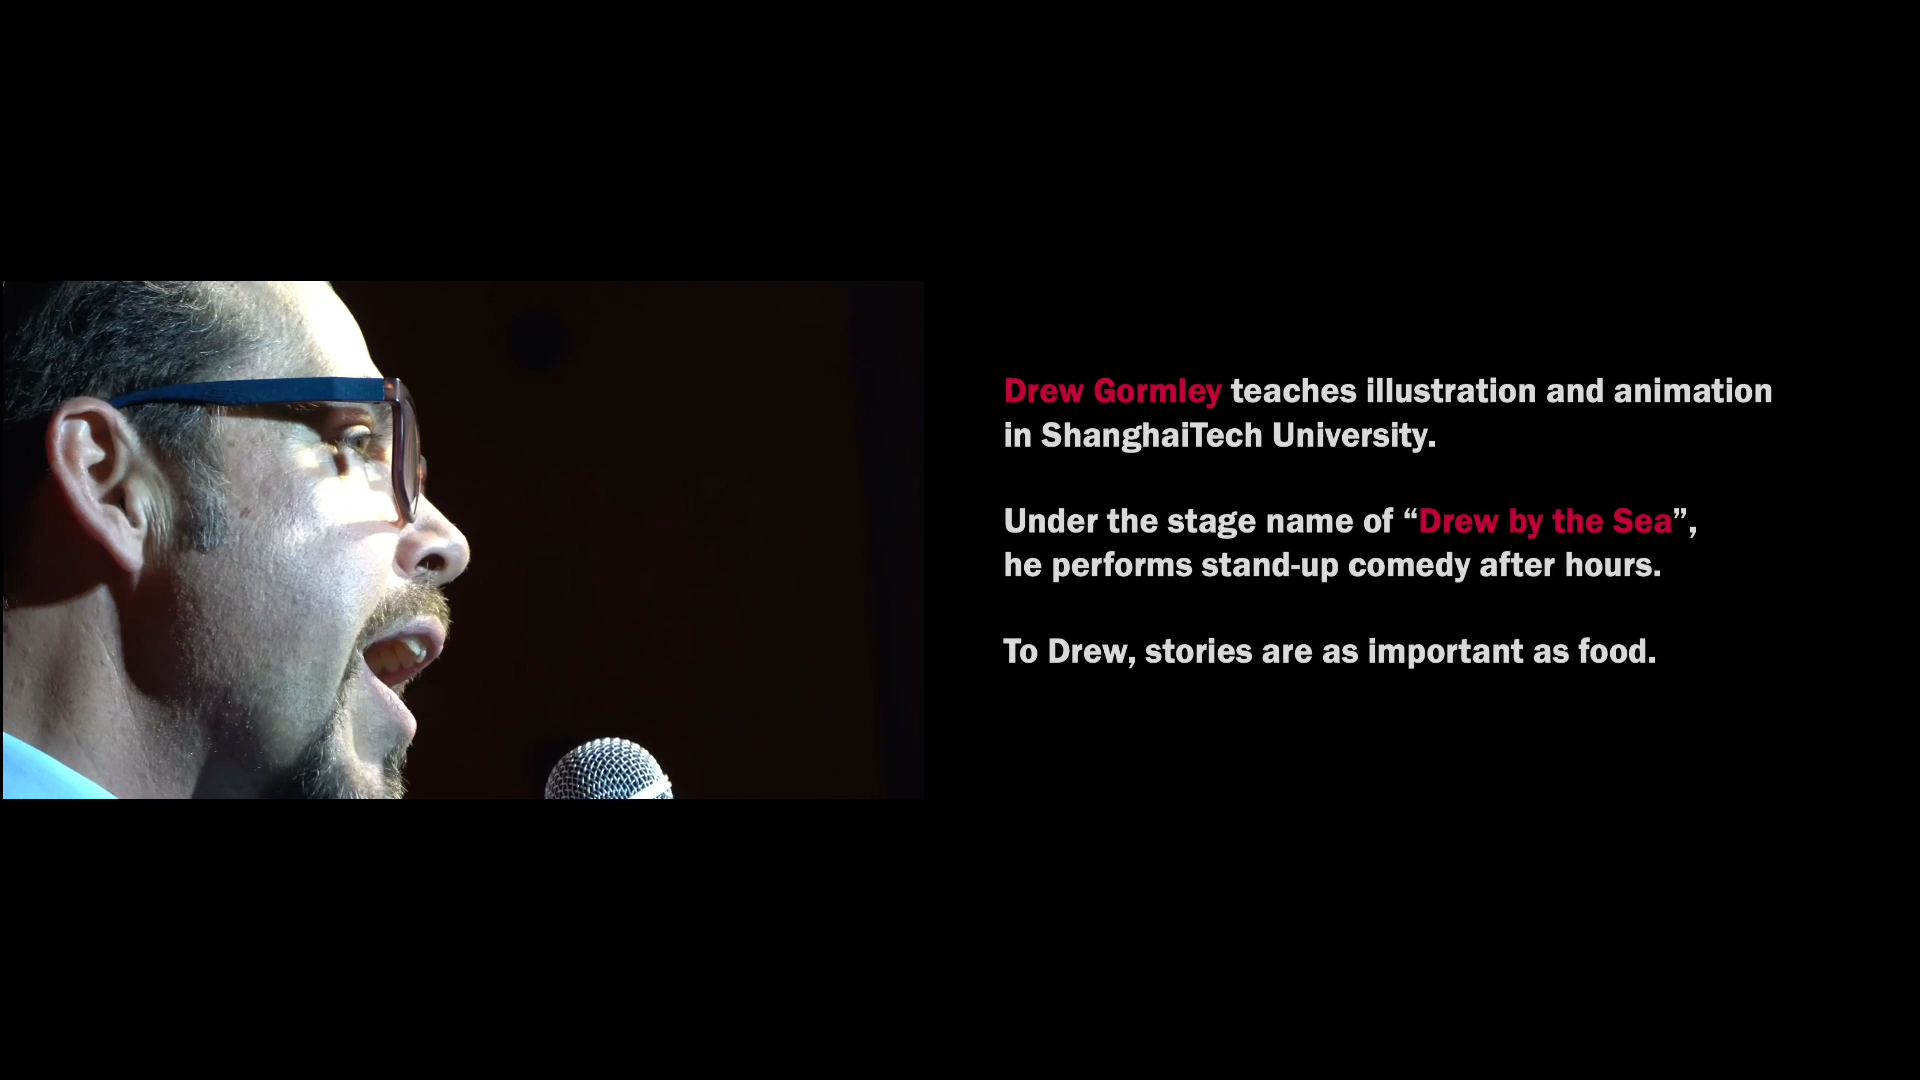 Drew Gormley teaches illustration and animation
in ShanghaiTech University.
Under the stage name of “Drew by the Sea”,
he performs stand-up comedy after hours.
To Drew, stories are as important as food.